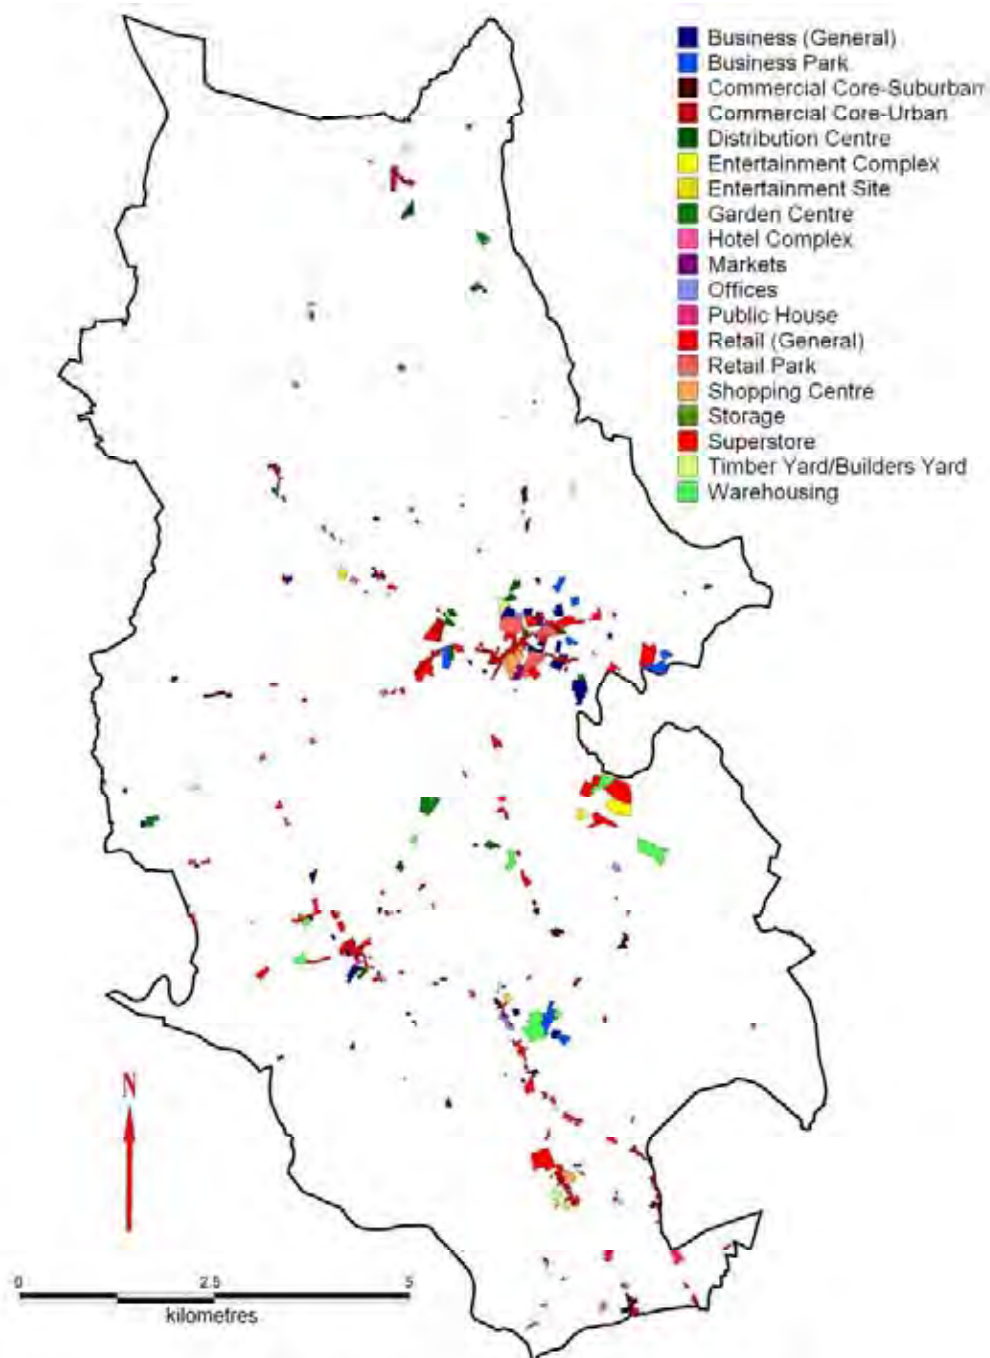 Business (General)
Business Park
Commercial Core-Suburban
Commercial Core-Urban
Distribution Centre
Entertainment Complex
Entertainment Site
Garden Centre
Hotel Complex
Markets
Offices
Public House
Retail (General)
Retail Park
Shopping Centre
Storage
Superstore
Timber Yard/Builders Yard
Warehousing
N
0 2.5 5
kilometres